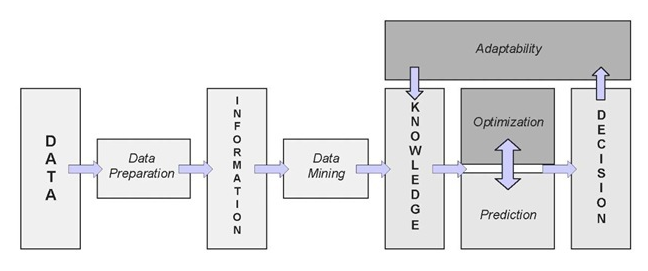 Adaptability
DATA
Data
Preparation
INFORMATION
Data
Mining
KNOWLEDGE
Optimization
Prediction
DECISION